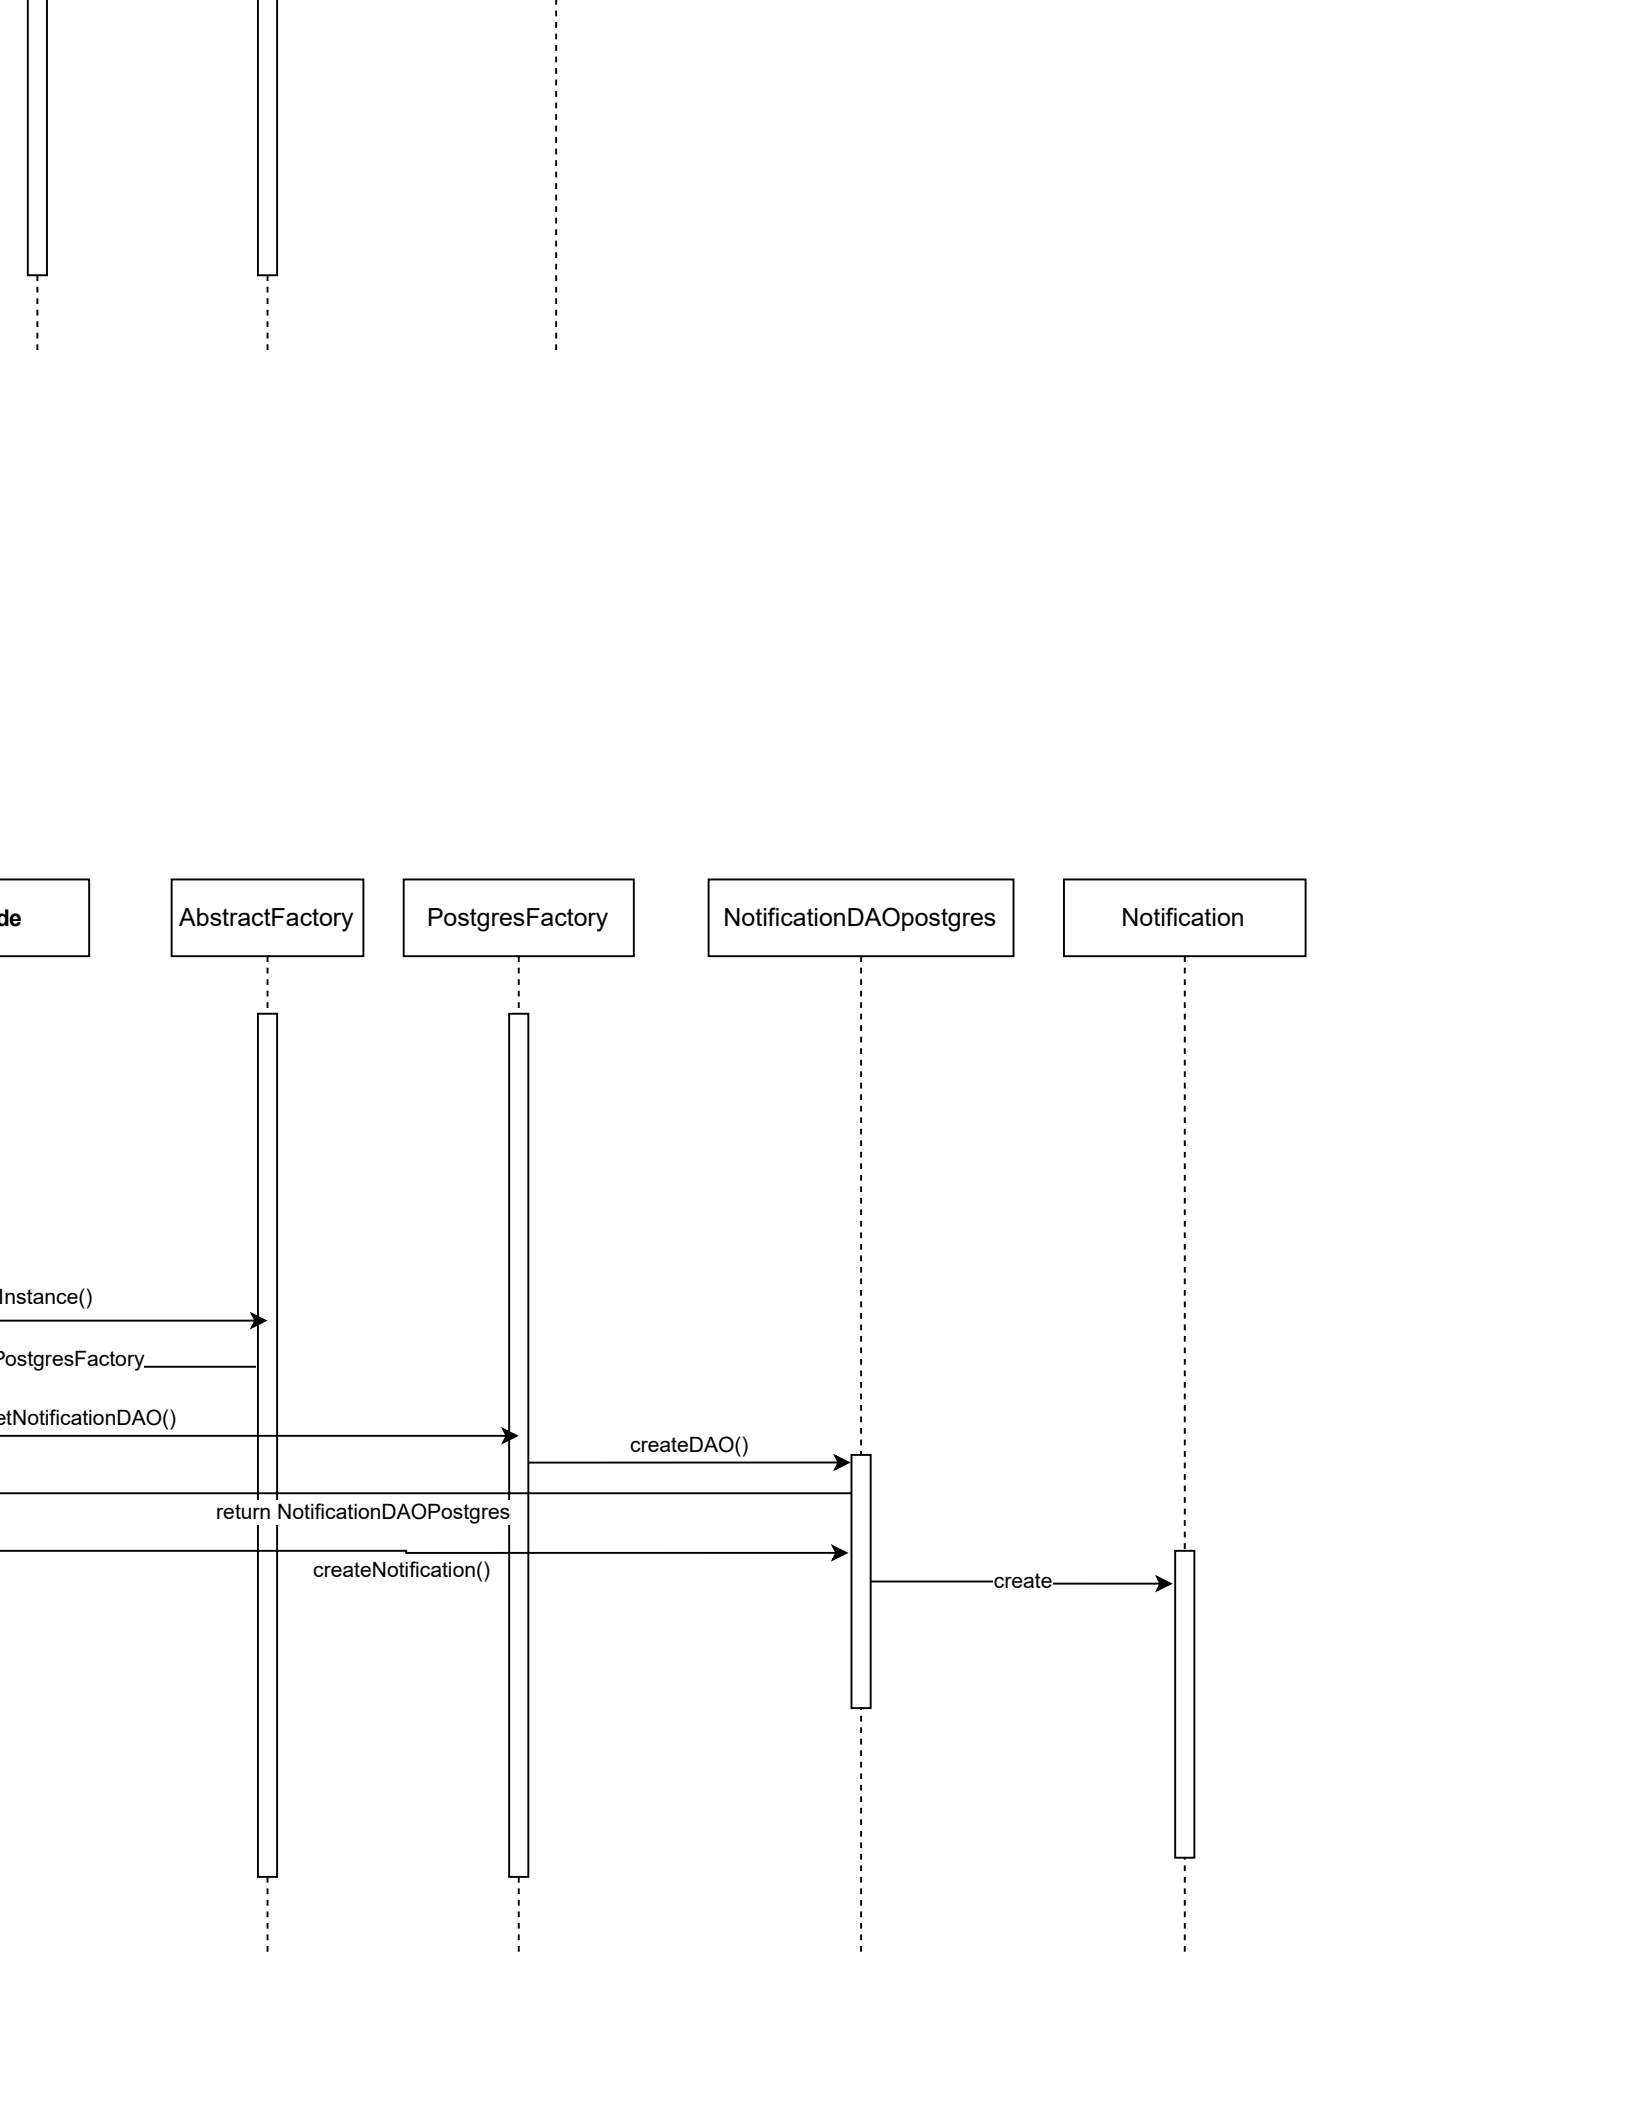 de
AbstractFactory
PostgresFactory
NotificationDAOpostgres
Notification
Instance()
PostgresFactory
etNotificationDAO()
createDAO()
return NotificationDAOPostgres
createNotification()
create